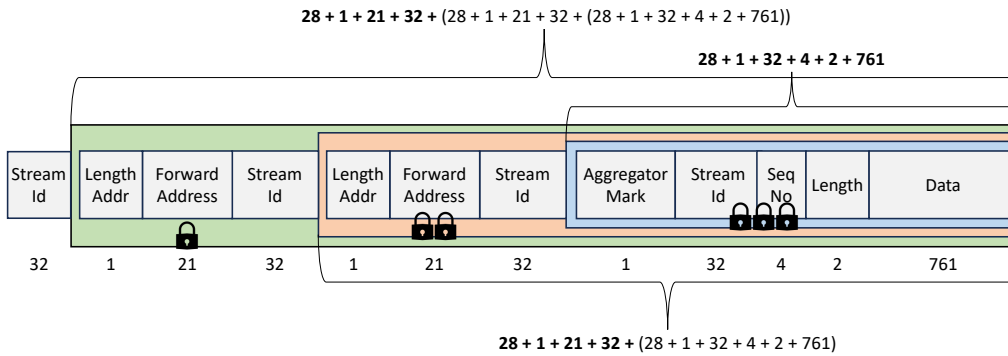 28 + 1 + 21 + 32 + (28 + 1 + 21 + 32 + (28 + 1 + 32 + 4 + 2 + 761))
28 + 1 + 32 + 4 + 2 + 761
Stream
Id
Length
Addr
Forward
Address
Stream
Id
Length
Addr
Forward
Address
Stream
Id
Aggregator
Mark
Stream
Id
Seq
No
Length
Data
32 1 21 32 1 21 32 1 32 4 2 761
28 + 1 + 21 + 32 + (28 + 1 + 32 + 4 + 2 + 761)